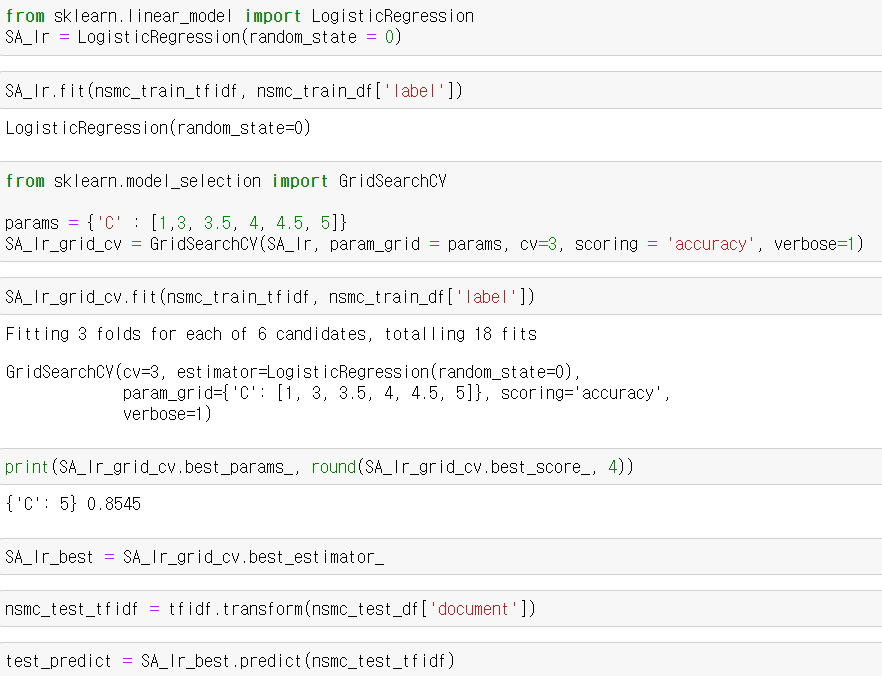 from sklearn.linear_model import LogisticRegression
SA_lr = LogisticRegression(random_state = 0)
SA_lr.fit(nsmc_train_tfidf, nsmc_train_df['label'])
LogisticRegression(random_state=0)
from sklearn.model_selection import GridSearchCV
params = {'C' : [1,3, 3.5, 4, 4.5, 5]}
SA_lr_grid_cv = GridSearchCV(SA_lr, param_grid = params, cv=3, scoring = 'accuracy', verbose=1)
SA_lr_grid_cv.fit(nsmc_train_tfidf, nsmc_train_df['label'])
Fitting 3 folds for each of 6 candidates, totalling 18 fits
GridSearchCV(cv=3, estimator=LogisticRegression(random_state=0),
param_grid={'C': [1, 3, 3.5, 4, 4.5, 5]}, scoring='accuracy',
verbose=1)
print(SA_lr_grid_cv.best_params_, round(SA_lr_grid_cv.best_score_, 4))
{'C': 5} 0.8545
SA_lr_best = SA_lr_grid_cv.best_estimator_
nsmc_test_tfidf = tfidf.transform(nsmc_test_df['document'])
test_predict = SA_lr_best.predict(nsmc_test_tfidf)